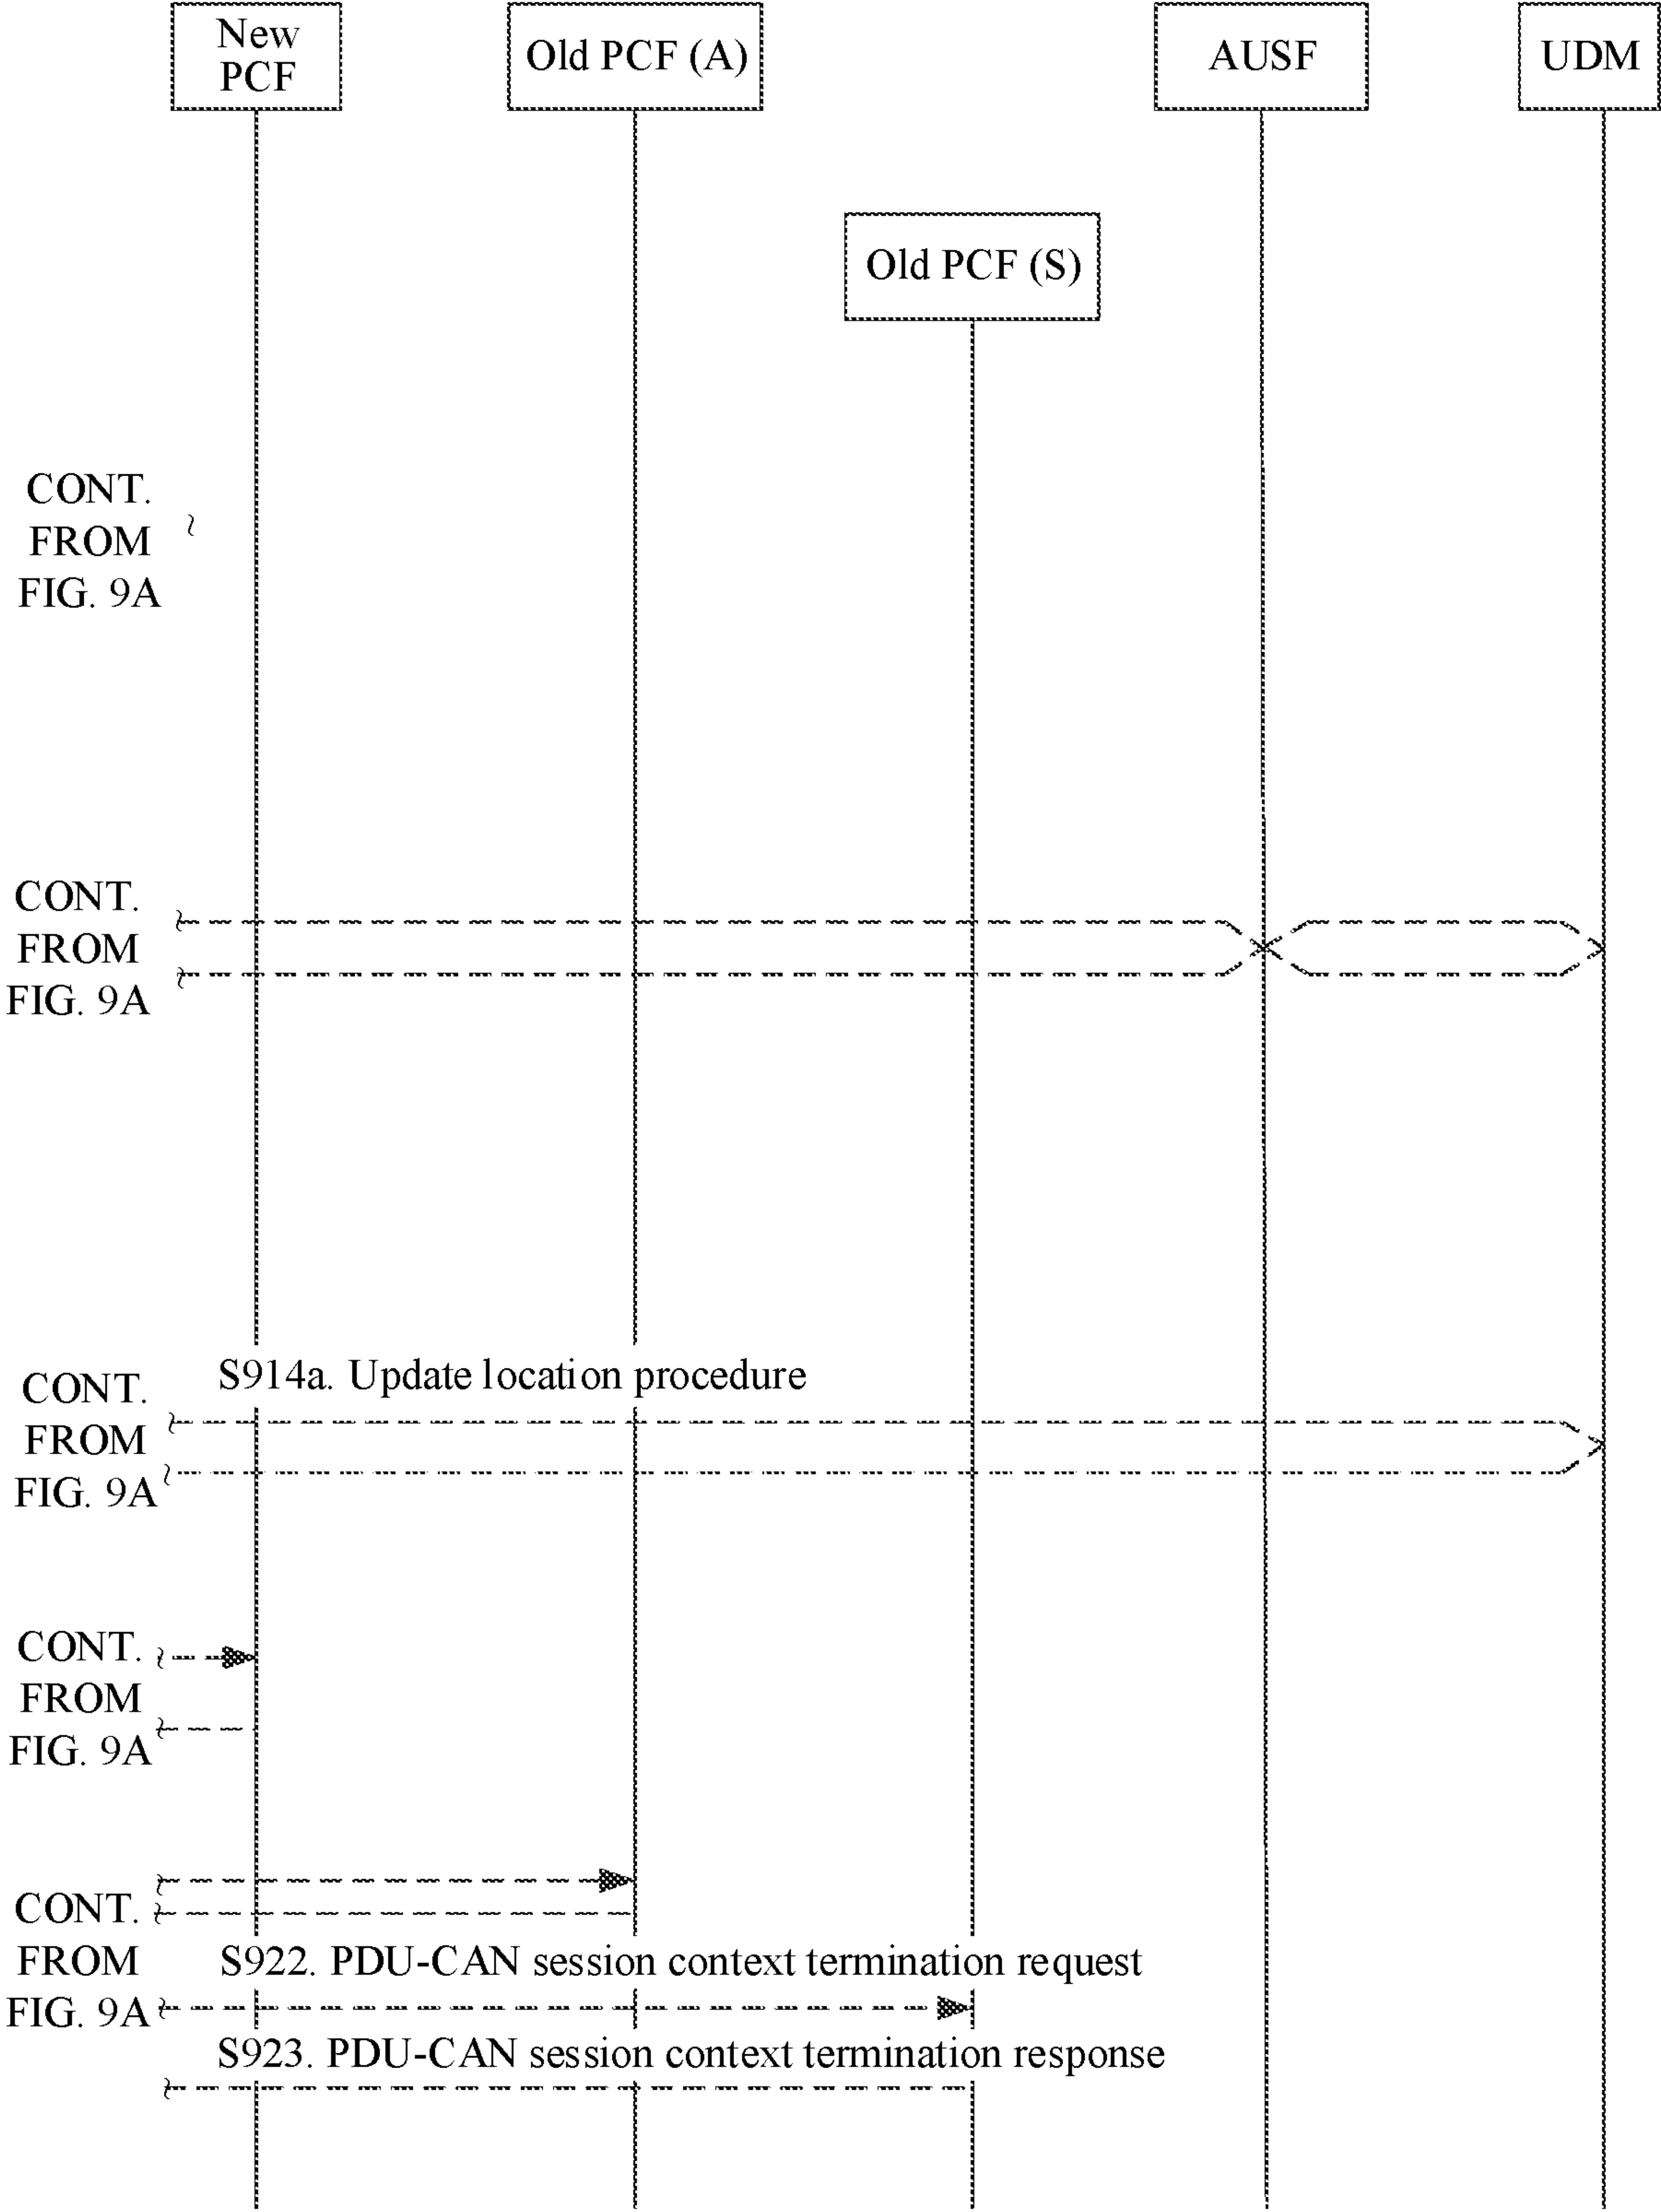 New
PCF
Old PCF (A)
AUSF
UDM
Old PCF (S)
CONT.
FROM
FIG. 9A
CONT.
FROM
FIG. 9A
S914a. Update location procedure
CONT.
FROM
FIG. 9A
CONT.
FROM
FIG. 9A
CONT.
FROM
FIG. 9A
S922. PDU-CAN session context termination request
S923. PDU-CAN session context termination response